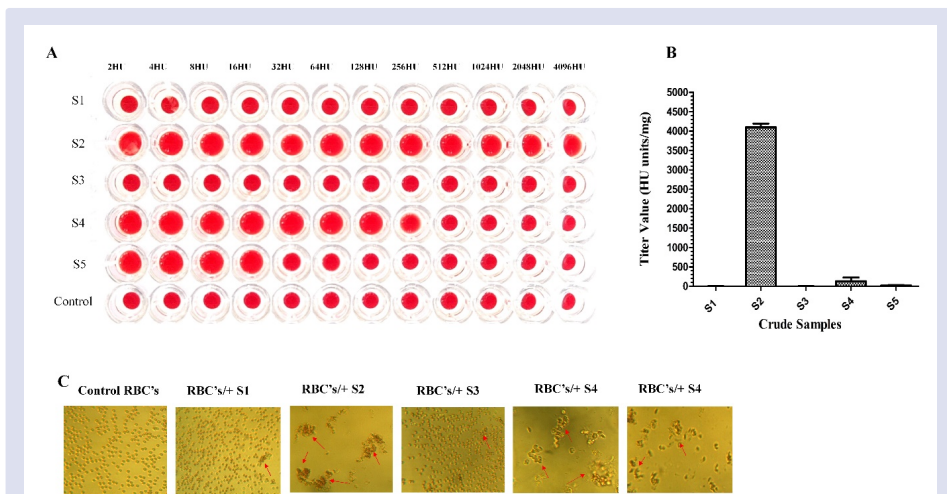 A
2HU 4HU 8HU 16HU 32HU 64HU 128HU 256HU 512HU 1024HU 2048HU 4096HU
S1
S2
S3
S4
S5
Control
B
Titer Value (HU units/mg)
5000
4500
4000
3500
3000
2500
2000
1500
1000
500
0
S1 S2 S3 S4 S5
Crude Samples
C
Control RBC's RBC's/+ S1 RBC's/+ S2 RBC's/+ S3 RBC's/+ S4 RBC's/+ S4